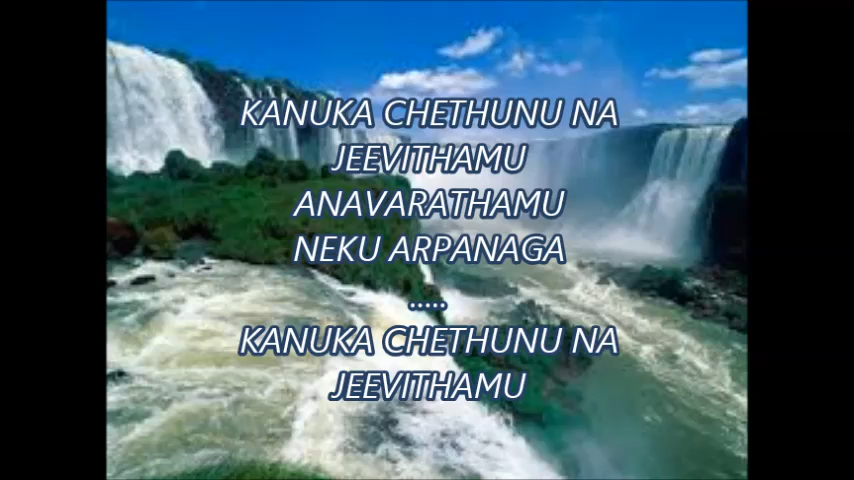 KANUKA CHETHUNU NA
JEEVITHAMU
ANAVARATHAMU
NEKU ARPANAGA
.....
KANUKA CHETHUNU NA
JEEVITHAMU